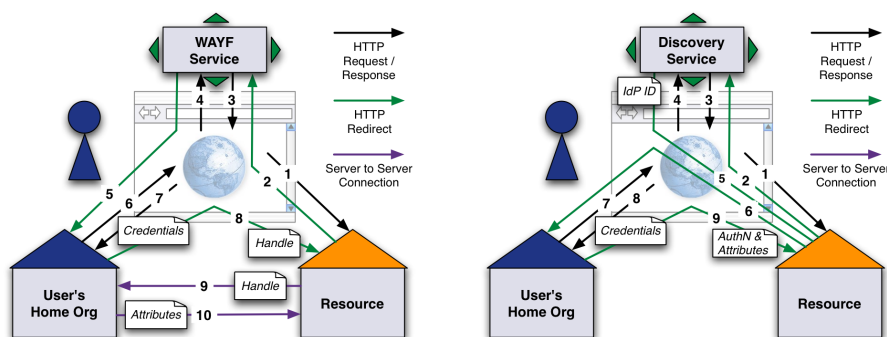 WAYF
Service
HTTP
Request /
Response
HTTP
Redirect
Server to Server
Connection
4
3
1
2
5
6
7
8
Credentials
Handle
User's
Home Org
9
Handle
Attributes
10
Resource
Discovery
Service
IdP ID
HTTP
Request /
Response
HTTP
Redirect
Server to Server
Connection
4
3
1
5
2
6
7
8
9
Credentials
AuthN &
Attributes
User's
Home Org
Resource